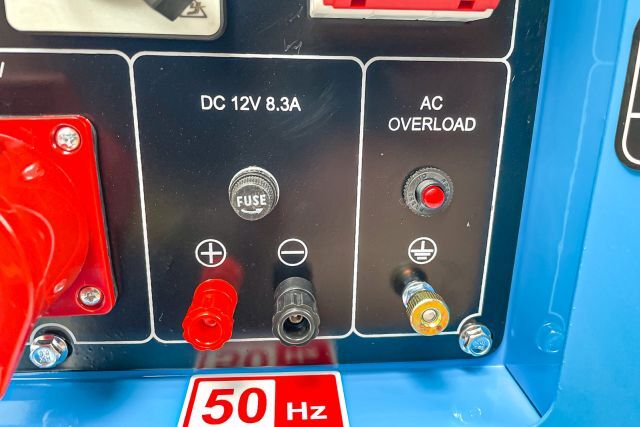 DC 12V 8.3A
AC
OVERLOAD
FUSE
50 Hz